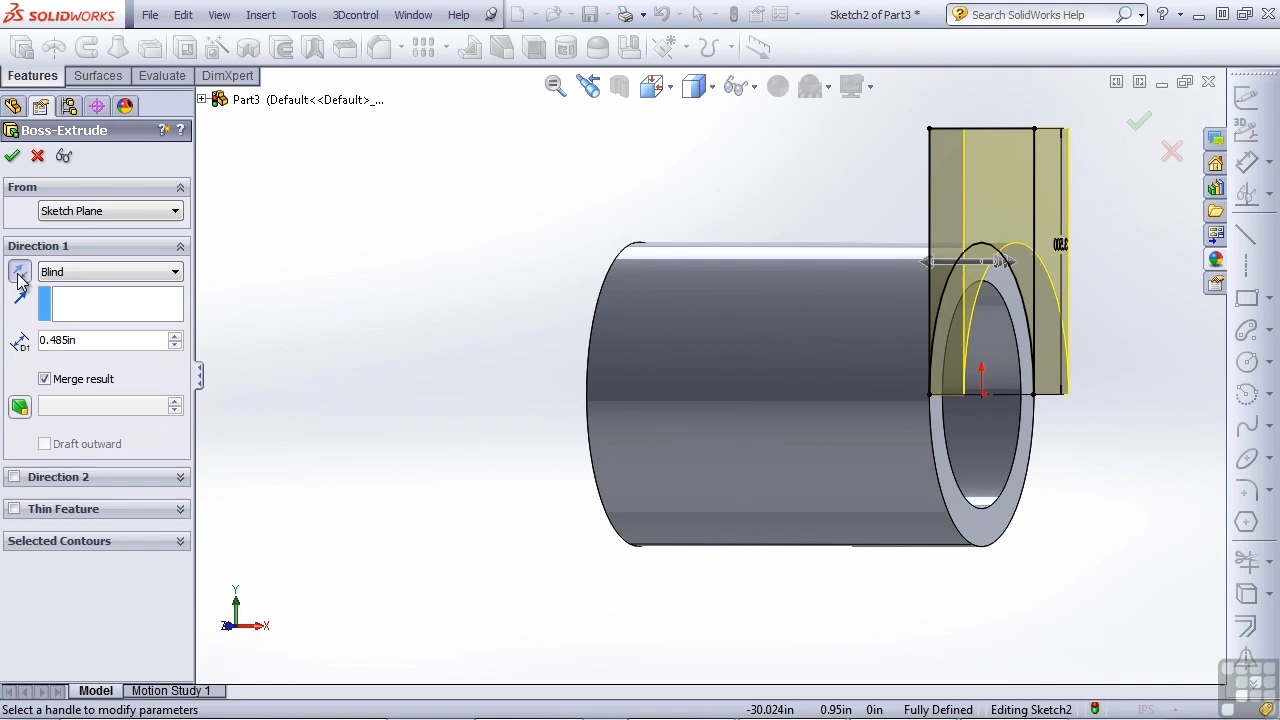 SOLIDWORKS File Edit View Insert Tools 3Dcontrol Window Help Sketch2 of Part3 * Search SolidWorks Help
Features Surfaces Evaluate DimXpert
Part3 (Default<<Default>_...
Boss-Extrude
From
Sketch Plane
Direction 1
Blind
D1
0.485in
Merge result
Draft outward
Direction 2
Thin Feature
Selected Contours
3D
Y
Z
X
Model Motion Study 1
Select a handle to modify parameters -30.024in 0.95in 0in Fully Defined Editing Sketch2 IPS